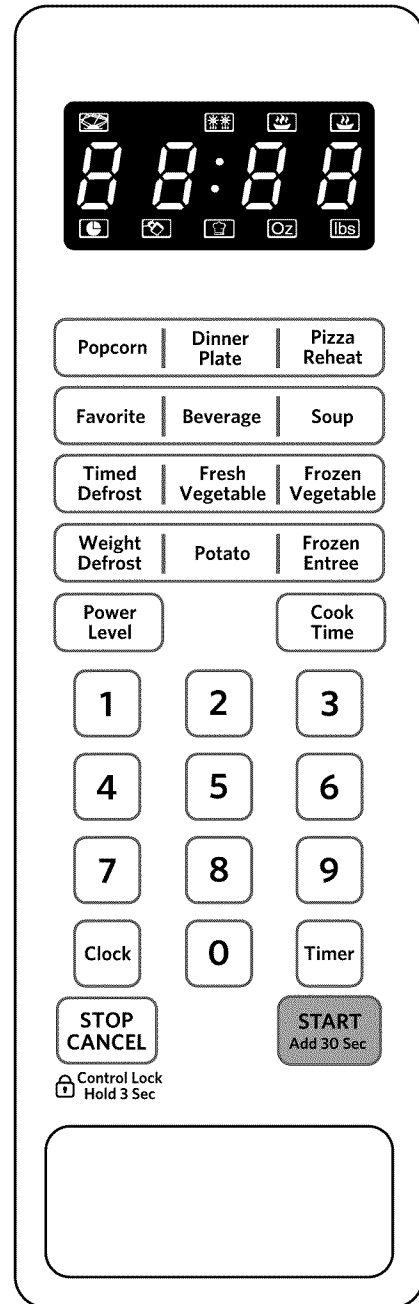 88:88
Oz lbs
Popcorn Dinner Plate Pizza Reheat
Favorite Beverage Soup
Timed Defrost Fresh Vegetable Frozen Vegetable
Weight Defrost Potato Frozen Entree
Power Level Cook Time
1 2 3
4 5 6
7 8 9
Clock 0 Timer
STOP CANCEL START Add 30 Sec
Control Lock
Hold 3 Sec